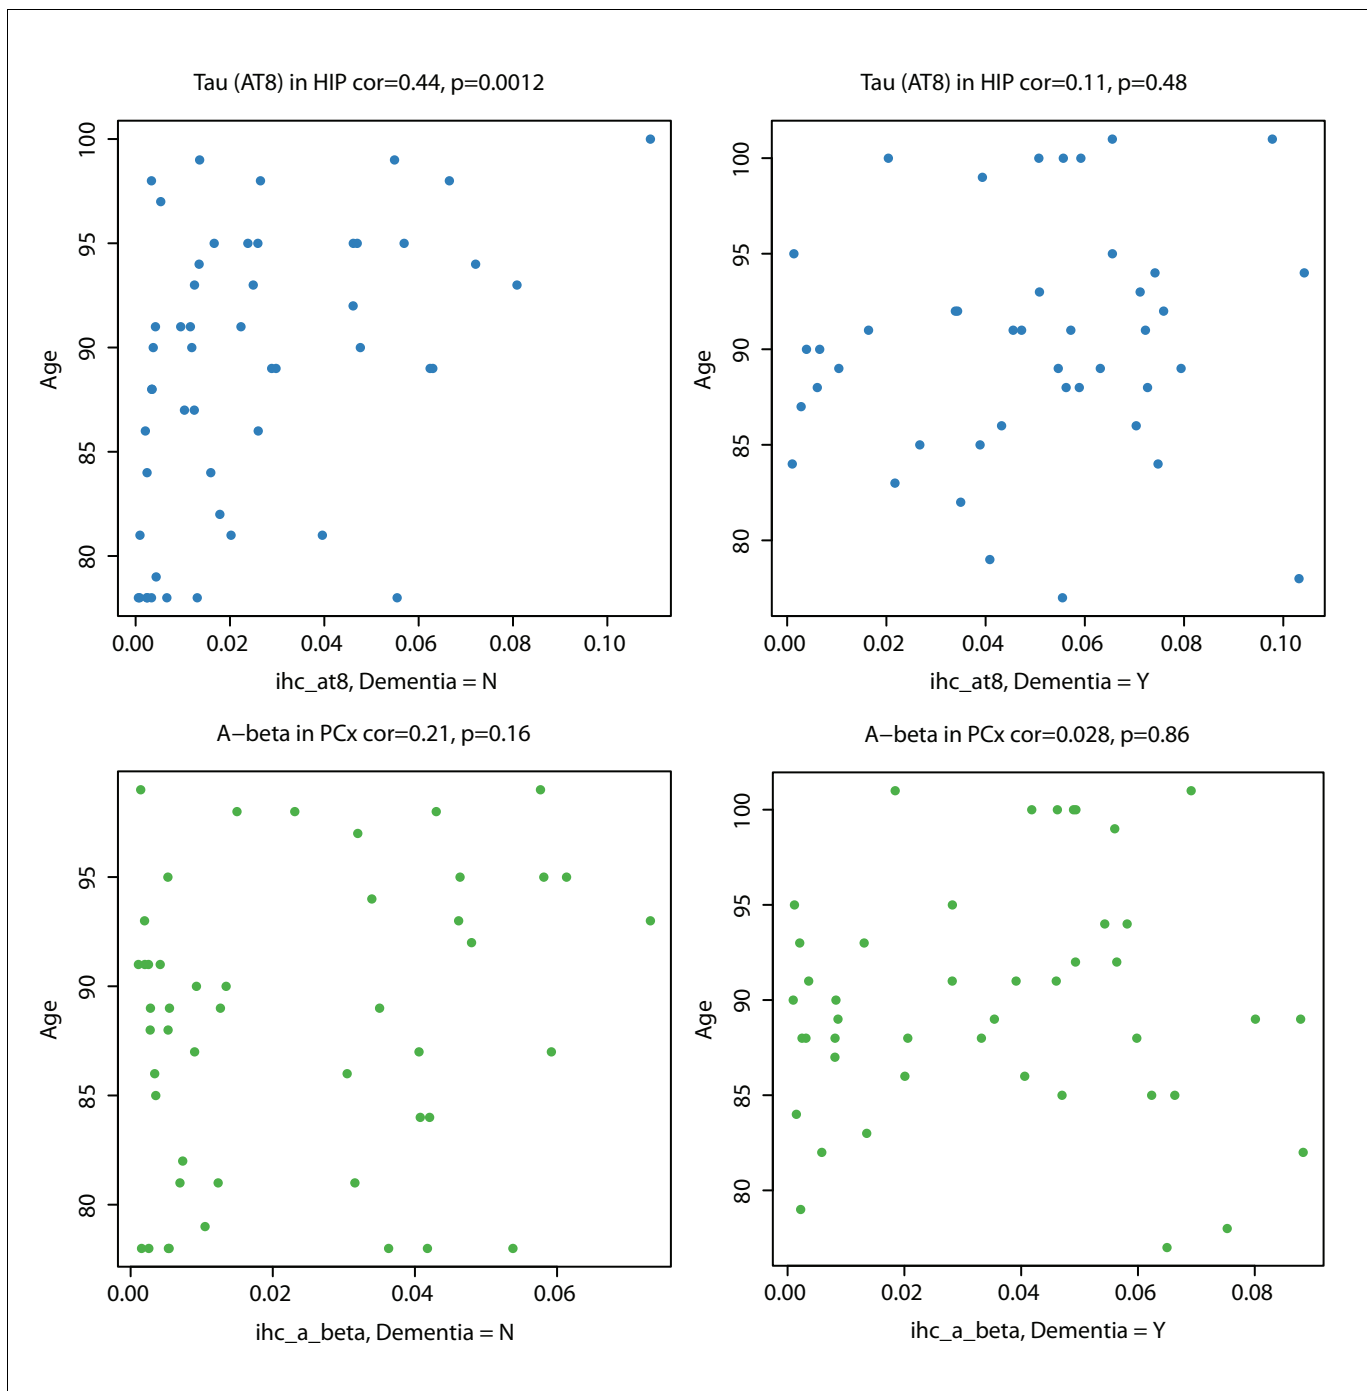 Tau (AT8) in HIP cor=0.44, p=0.0012
Age
100
95
90
85
80
0.00 0.02 0.04 0.06 0.08 0.10
ihc_at8, Dementia = N
Tau (AT8) in HIP cor=0.11, p=0.48
Age
100
95
90
85
80
0.00 0.02 0.04 0.06 0.08 0.10
ihc_at8, Dementia = Y
A−beta in PCx cor=0.21, p=0.16
Age
95
90
85
80
0.00 0.02 0.04 0.06
ihc_a_beta, Dementia = N
A−beta in PCx cor=0.028, p=0.86
Age
100
95
90
85
80
0.00 0.02 0.04 0.06 0.08
ihc_a_beta, Dementia = Y